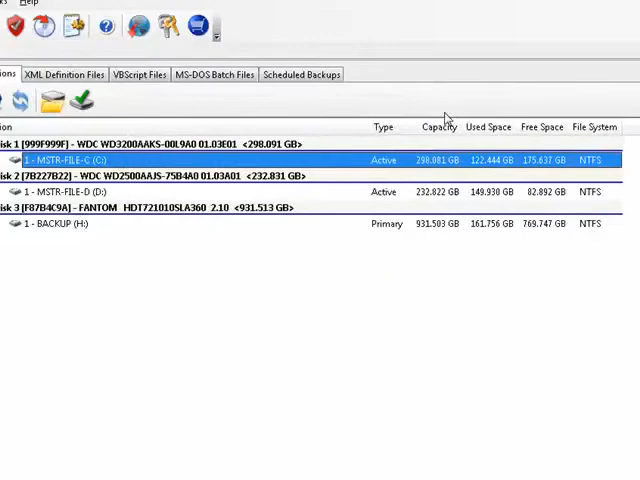 ks Help
ions XML Definition Files VBScript Files MS-DOS Batch Files Scheduled Backups
ion Type Capacity Used Space Free Space File System
isk 1 [999F999F] - WDC WD3200AAKS-00L9A0 01.03E01 <298.091 GB>
1 - MSTR-FILE-C (C:) Active 298.081 GB 122.444 GB 175.637 GB NTFS
isk 2 [7B227B22] - WDC WD2500AAJS-75B4A0 01.03A01 <232.831 GB>
1 - MSTR-FILE-D (D:) Active 232.822 GB 149.930 GB 82.892 GB NTFS
isk 3 [F87B4C9A] - FANTOM HDT721010SLA360 2.10 <931.513 GB>
1 - BACKUP (H:) Primary 931.503 GB 161.756 GB 769.747 GB NTFS